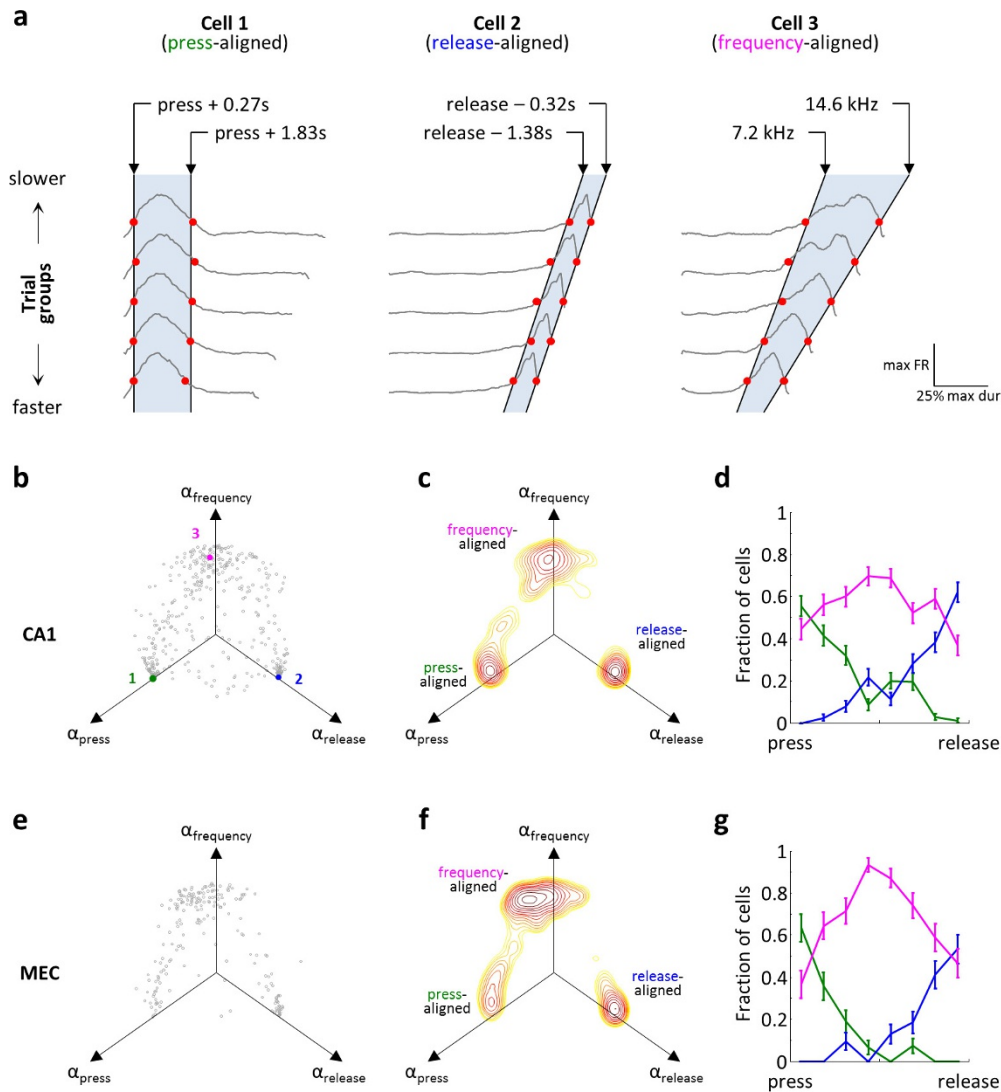 a
Cell 1
(press-aligned)
Cell 2
(release-aligned)
Cell 3
(frequency-aligned)
press + 0.27s
press + 1.83s
release – 0.32s
release – 1.38s
14.6 kHz
7.2 kHz
slower
Trial
groups
faster
max FR
25% max dur
b
αfrequency
3
CA1
1
2
αpress
αrelease
c
αfrequency
frequency-
aligned
press-
aligned
release-
aligned
αpress
αrelease
d
Fraction of cells
1
0.8
0.6
0.4
0.2
0
press
release
e
αfrequency
MEC
αpress
αrelease
f
αfrequency
frequency-
aligned
press-
aligned
release-
aligned
αpress
αrelease
g
Fraction of cells
1
0.8
0.6
0.4
0.2
0
press
release